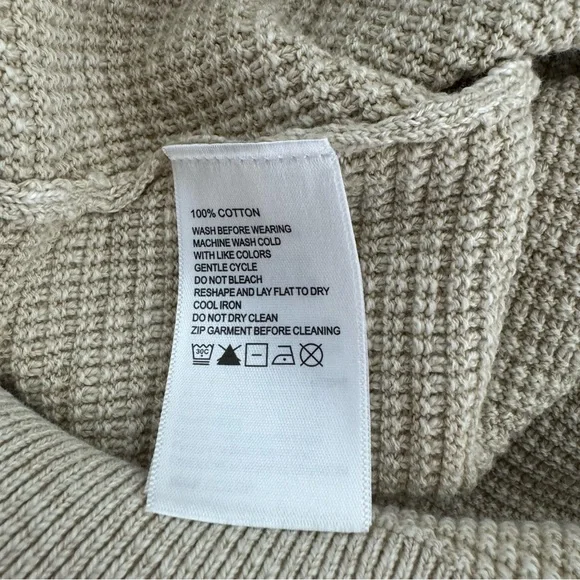 100% COTTON
WASH BEFORE WEARING
MACHINE WASH COLD
WITH LIKE COLORS
GENTLE CYCLE
DO NOT BLEACH
RESHAPE AND LAY FLAT TO DRY
COOL IRON
DO NOT DRY CLEAN
ZIP GARMENT BEFORE CLEANING
30C